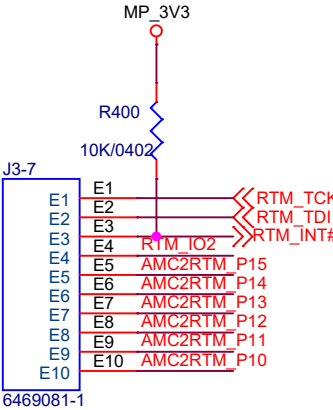 MP_3V3
R400
10K/0402
J3-7
E1 E1 RTM_TCK
E2 E2 RTM_TDI
E3 E3 RTM_INT#
E4 E4 RTM_IO2
E5 E5 AMC2RTM_P15
E6 E6 AMC2RTM_P14
E7 E7 AMC2RTM_P13
E8 E8 AMC2RTM_P12
E9 E9 AMC2RTM_P11
E10 E10 AMC2RTM_P10
6469081-1